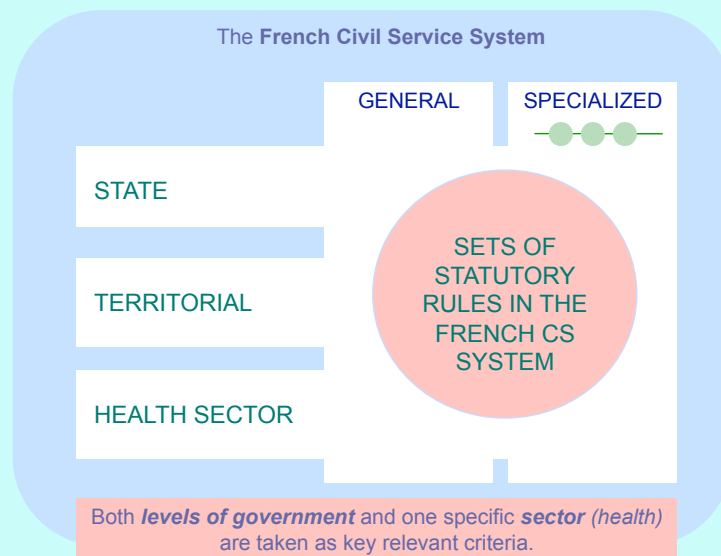 The French Civil Service System
GENERAL
SPECIALIZED
STATE
TERRITORIAL
HEALTH SECTOR
SETS OF
STATUTORY
RULES IN THE
FRENCH CS
SYSTEM
Both levels of government and one specific sector (health)
are taken as key relevant criteria.